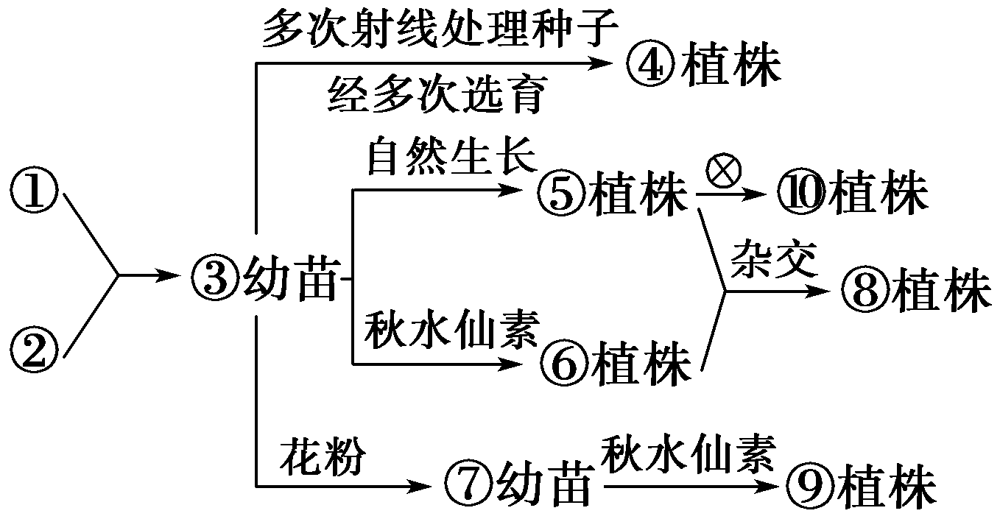 多次射线处理种子
④植株
经多次选育
自然生长
①
⑤植株
⊗
⑩植株
③幼苗
杂交
⑧植株
②
秋水仙素
⑥植株
花粉
⑦幼苗
秋水仙素
⑨植株